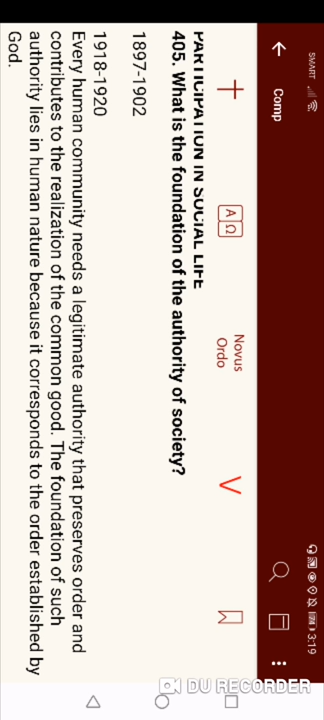 SMART
3:19
Comp
A Ω
Novus
Ordo
PARTICIPATION IN SOCIAL LIFE
405. What is the foundation of the authority of society?
1897-1902
1918-1920
Every human community needs a legitimate authority that preserves order and
contributes to the realization of the common good. The foundation of such
authority lies in human nature because it corresponds to the order established by
God.
DU RECORDER